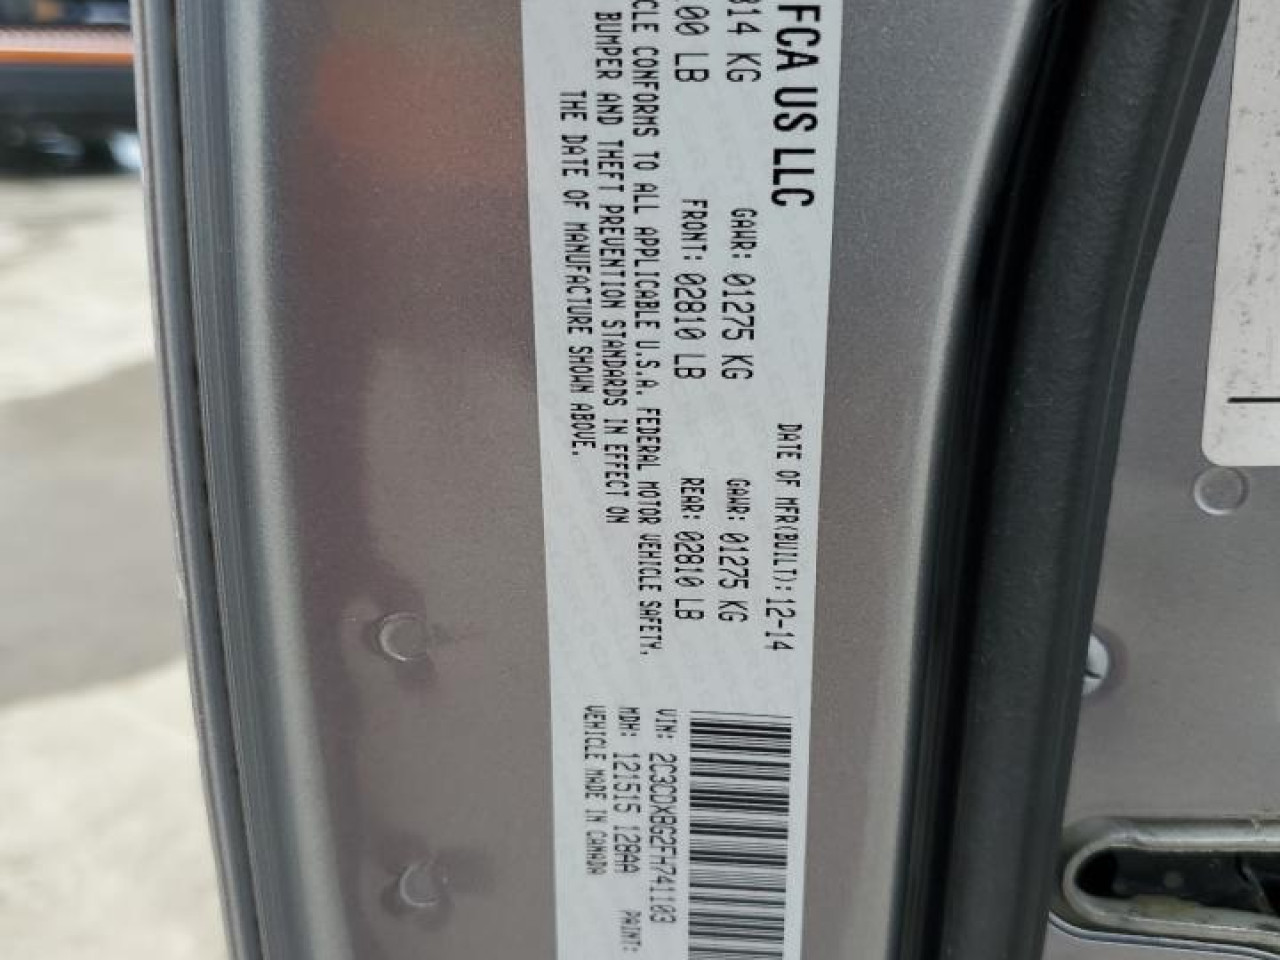 FCA US LLC
DATE OF MFR(BUILT): 12-14
814 KG GAWR: 01275 KG GAWR: 01275 KG
00 LB FRONT: 02810 LB REAR: 02810 LB
CLE CONFORMS TO ALL APPLICABLE U.S.A. FEDERAL MOTOR VEHICLE SAFETY,
BUMPER AND THEFT PREVENTION STANDARDS IN EFFECT ON
THE DATE OF MANUFACTURE SHOWN ABOVE.
VIN: 2C3CDXBG2FH741103
MDH: 121515 128AA PAINT:
VEHICLE MADE IN CANADA